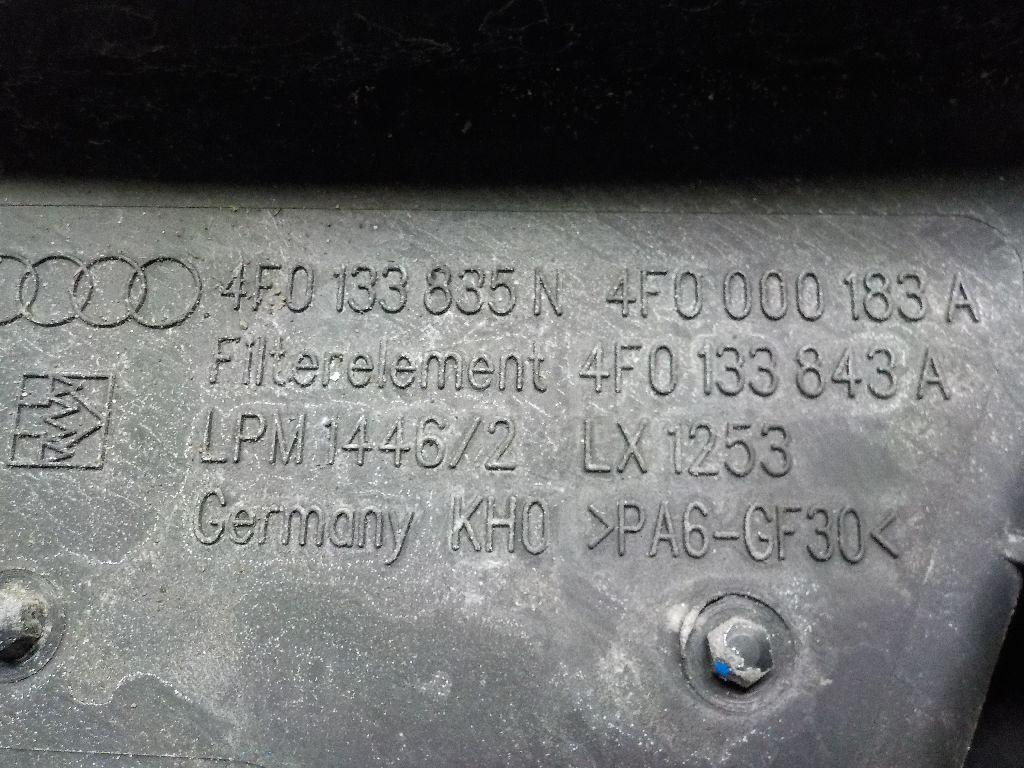 4F0 133 835 N 4F0 000 183 A
Filterelement 4F0 133 843 A
LPM 1446/2 LX 1253
Germany KH0 >PA6-GF30<